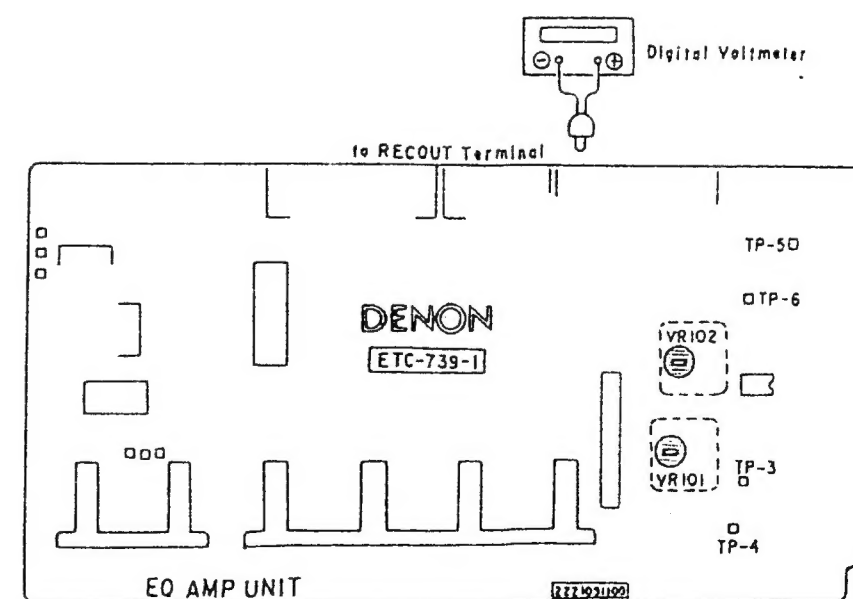 Digital Voltmeter
to RECOUT Terminal
TP-5
TP-6
DENON
VR102
ETC-739-1
TP-3
VR101
TP-4
EQ AMP UNIT